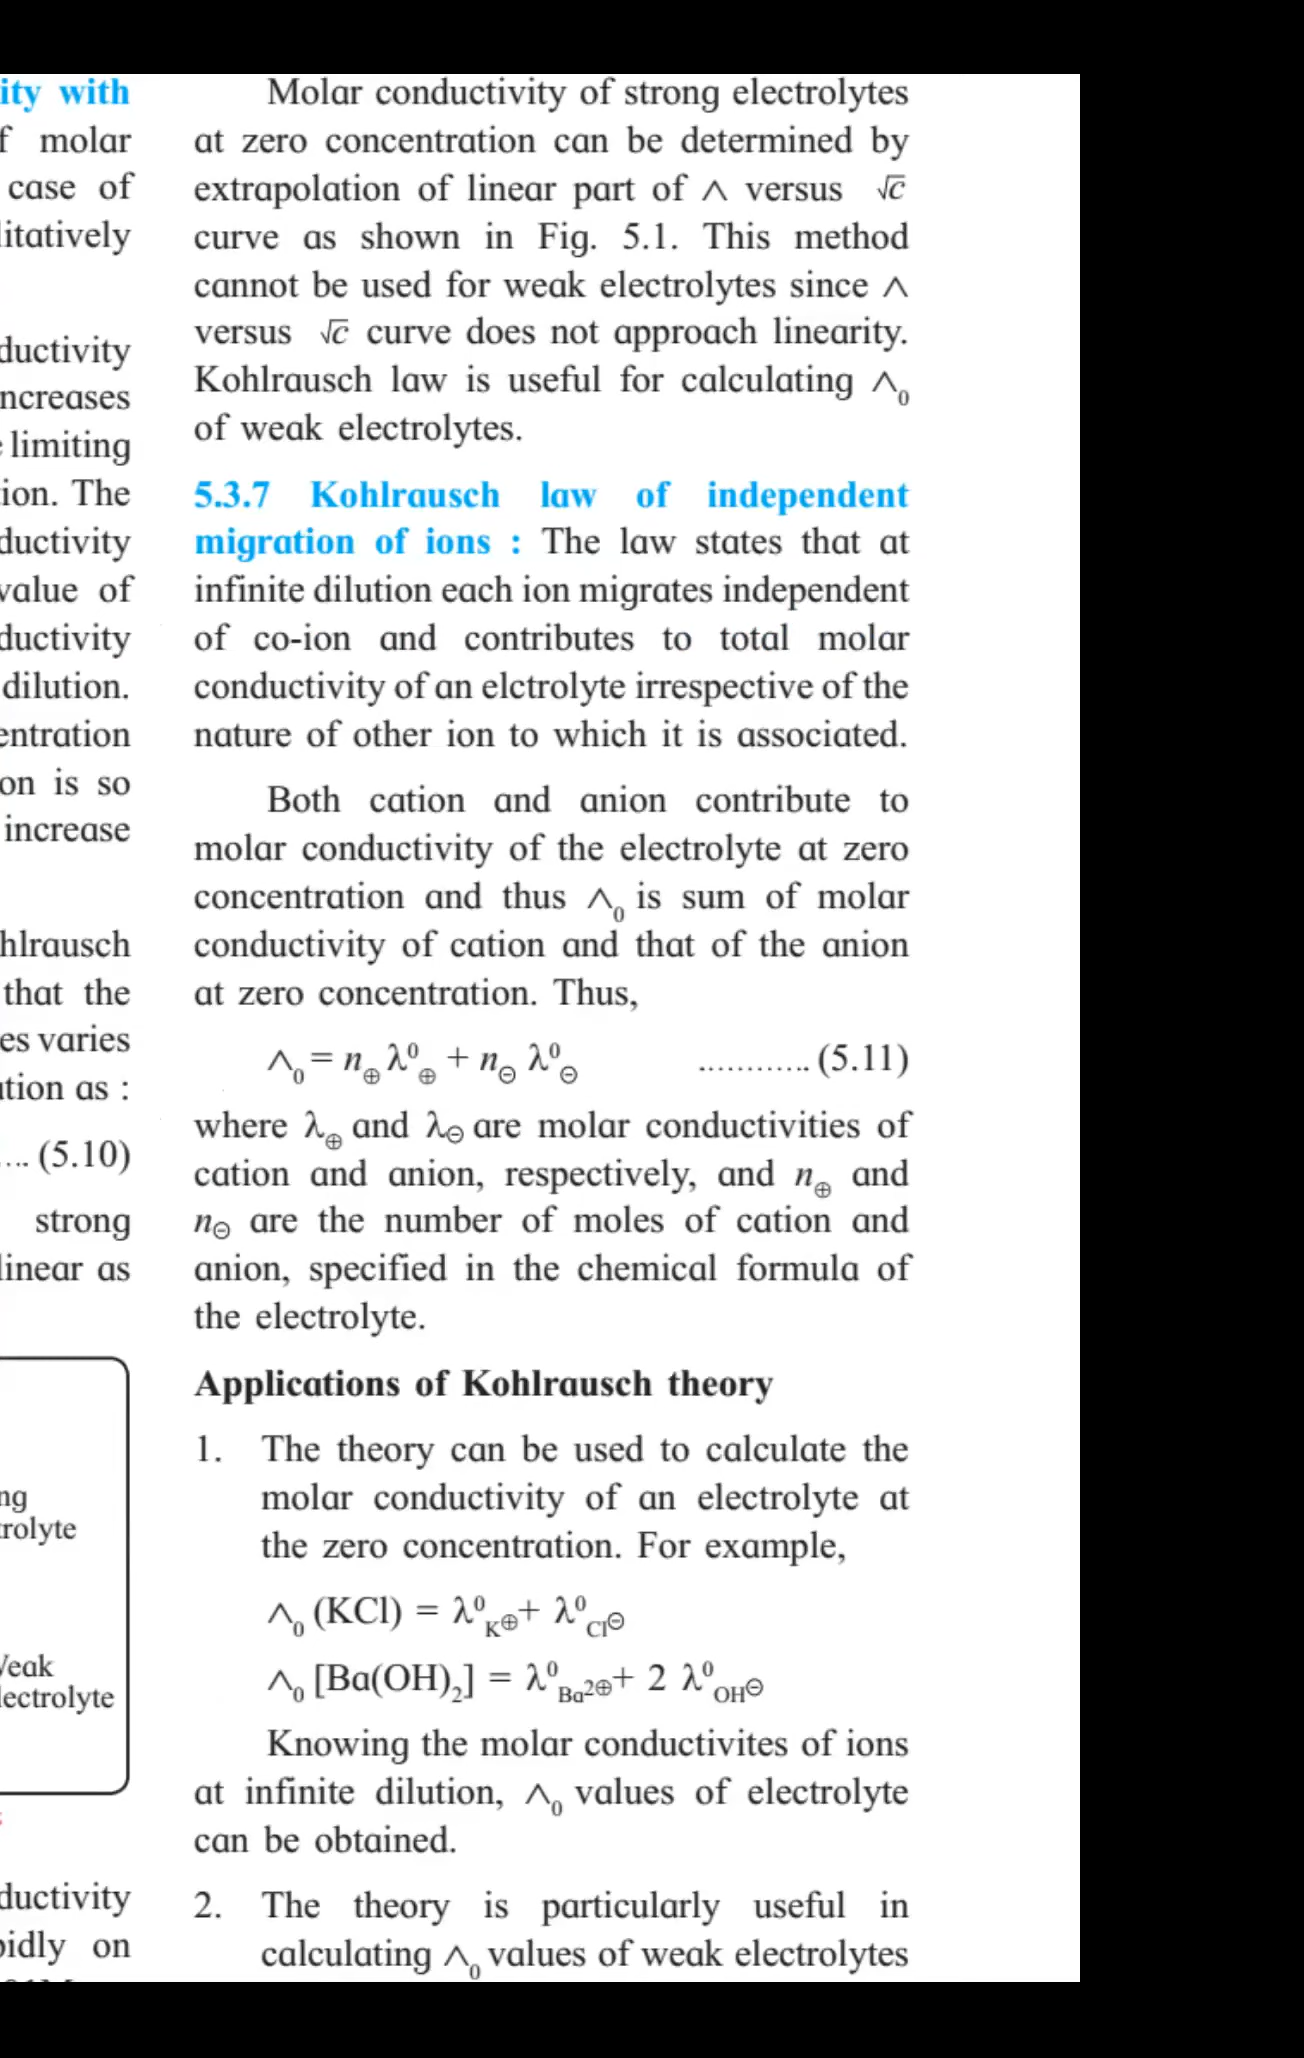 ity with
molar
case of
litatively
ductivity
ncreases
limiting
ion. The
ductivity
value of
ductivity
dilution.
entration
on is so
increase
hlrausch
that the
es varies
tion as :
.... (5.10)
strong
linear as
ng
rolyte
Weak
lectrolyte
ductivity
pidly on
Molar conductivity of strong electrolytes
at zero concentration can be determined by
extrapolation of linear part of ∧ versus √c
curve as shown in Fig. 5.1. This method
cannot be used for weak electrolytes since ∧
versus √c curve does not approach linearity.
Kohlrausch law is useful for calculating ∧₀
of weak electrolytes.
5.3.7 Kohlrausch law of independent
migration of ions : The law states that at
infinite dilution each ion migrates independent
of co-ion and contributes to total molar
conductivity of an elctrolyte irrespective of the
nature of other ion to which it is associated.
Both cation and anion contribute to
molar conductivity of the electrolyte at zero
concentration and thus ∧₀ is sum of molar
conductivity of cation and that of the anion
at zero concentration. Thus,
∧₀ = n⊕ λ⁰⊕ + n⊖ λ⁰⊖ ............ (5.11)
where λ⊕ and λ⊖ are molar conductivities of
cation and anion, respectively, and n⊕ and
n⊖ are the number of moles of cation and
anion, specified in the chemical formula of
the electrolyte.
Applications of Kohlrausch theory
1. The theory can be used to calculate the
molar conductivity of an electrolyte at
the zero concentration. For example,
∧₀ (KCl) = λ⁰K⊕+ λ⁰Cl⊖
∧₀ [Ba(OH)₂] = λ⁰Ba²⊕+ 2 λ⁰OH⊖
Knowing the molar conductivites of ions
at infinite dilution, ∧₀ values of electrolyte
can be obtained.
2. The theory is particularly useful in
calculating ∧₀ values of weak electrolytes